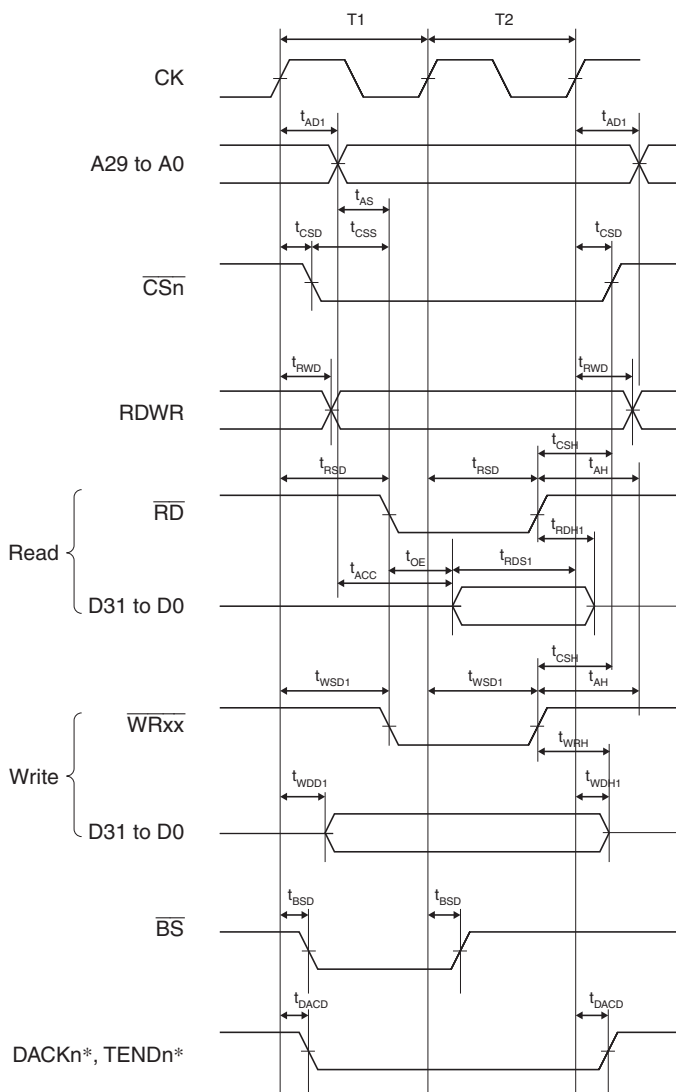 T1 T2
CK
tAD1 tAD1
A29 to A0
tAS
tCSD tCSS tCSD
CSn
tRWD tRWD
RDWR
tCSH
tRSD tRSD tAH
RD
tRDH1
Read
tOE tRDS1
tACC
D31 to D0
tCSH
tWSD1 tWSD1 tAH
WRxx
tWRH
Write
tWDD1 tWDH1
D31 to D0
tBSD tBSD
BS
tDACD tDACD
DACKn*, TENDn*